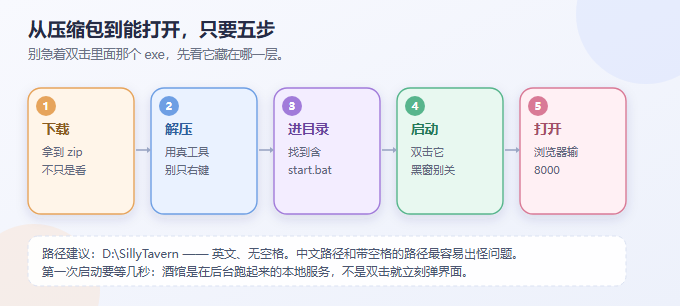 从压缩包到能打开，只要五步
别急着双击里面那个 exe，先看它藏在哪一层。
1
下载
拿到 zip
不只是看
2
解压
用真工具
别只右键
3
进目录
找到含
start.bat
4
启动
双击它
黑窗别关
5
打开
浏览器输
8000
路径建议：D:\SillyTavern —— 英文、无空格。中文路径和带空格的路径最容易出怪问题。
第一次启动要等几秒：酒馆是在后台跑起来的本地服务，不是双击就立刻弹界面。